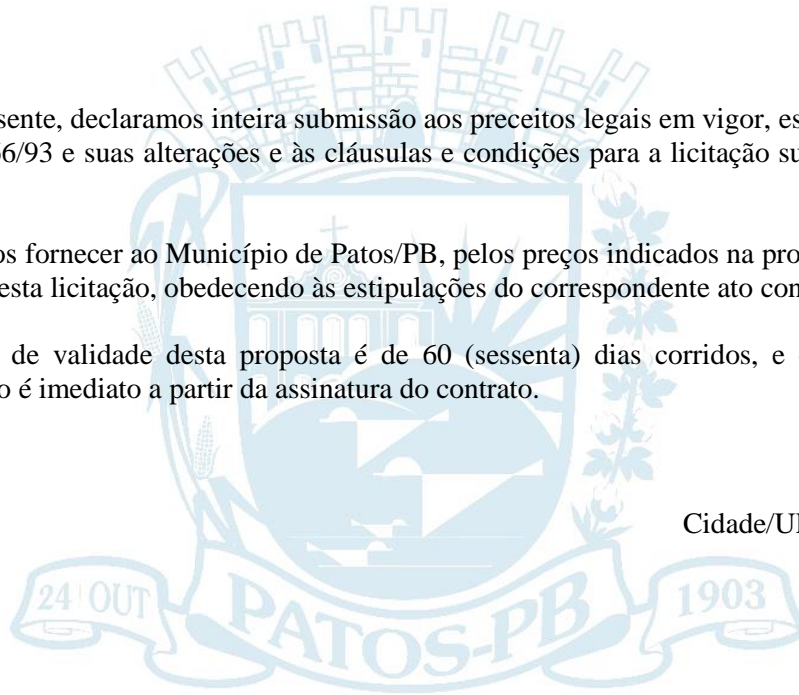 sente, declaramos inteira submissão aos preceitos legais em vigor, es
66/93 e suas alterações e às cláusulas e condições para a licitação su
os fornecer ao Município de Patos/PB, pelos preços indicados na pro
esta licitação, obedecendo às estipulações do correspondente ato con
de validade desta proposta é de 60 (sessenta) dias corridos, e
o é imediato a partir da assinatura do contrato.
Cidade/U
24 OUT
PATOS-PB
1903